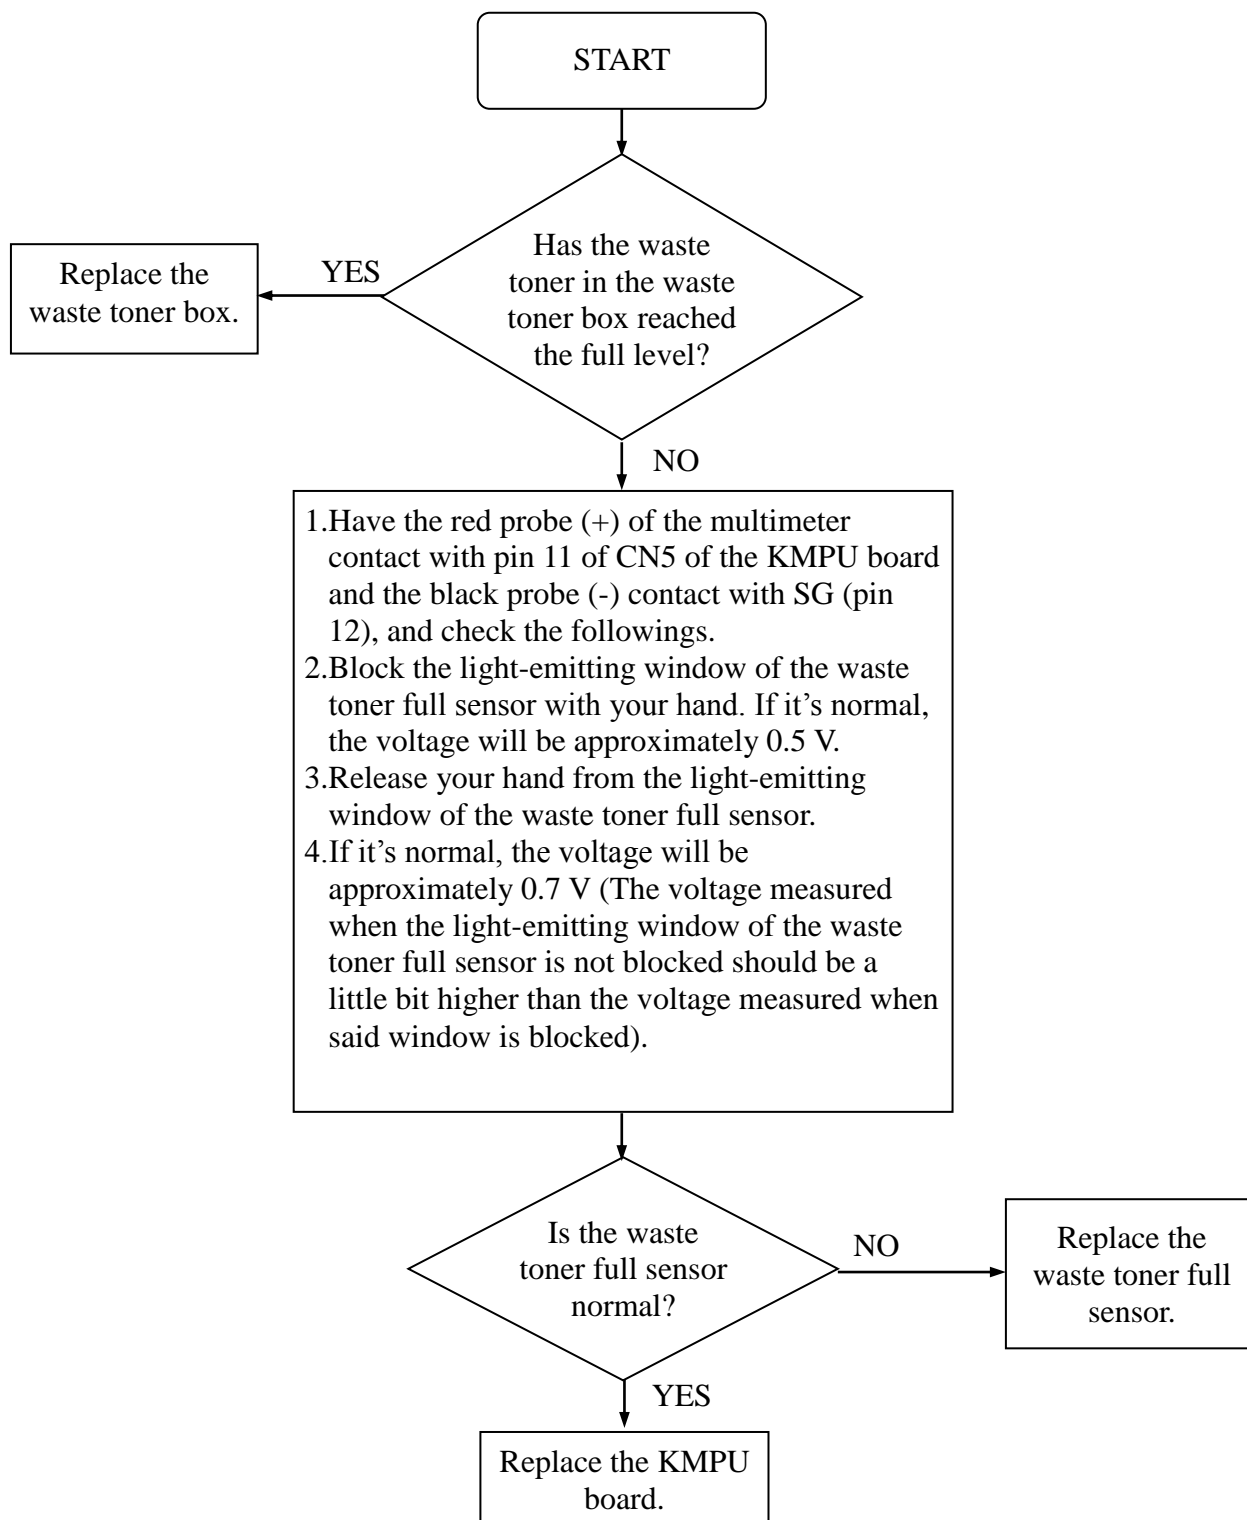 START
Has the waste
toner in the waste
toner box reached
the full level?
YES
Replace the
waste toner box.
NO
1.Have the red probe (+) of the multimeter
contact with pin 11 of CN5 of the KMPU board
and the black probe (-) contact with SG (pin
12), and check the followings.
2.Block the light-emitting window of the waste
toner full sensor with your hand. If it’s normal,
the voltage will be approximately 0.5 V.
3.Release your hand from the light-emitting
window of the waste toner full sensor.
4.If it’s normal, the voltage will be
approximately 0.7 V (The voltage measured
when the light-emitting window of the waste
toner full sensor is not blocked should be a
little bit higher than the voltage measured when
said window is blocked).
Is the waste
toner full sensor
normal?
NO
Replace the
waste toner full
sensor.
YES
Replace the KMPU
board.